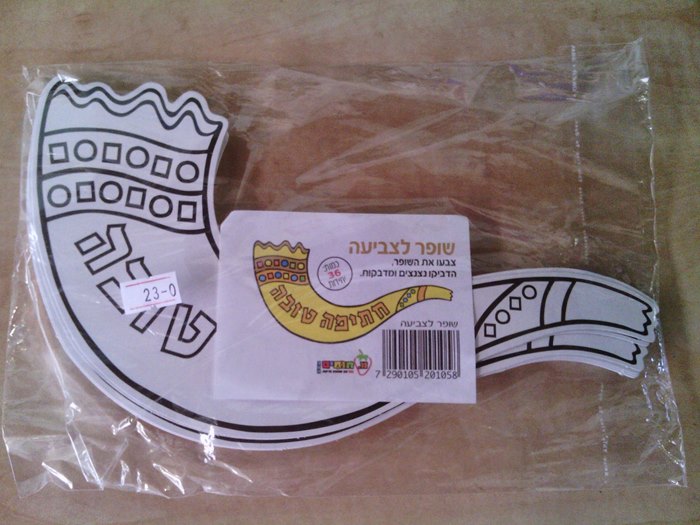 שופר לצביעה
צבעו את השופר,
הדביקו נצנצים ומדבקות.
כמות:
36
יחידות
חתימה טובה
שופר לצביעה
7 290105 201058
טובה
23-0